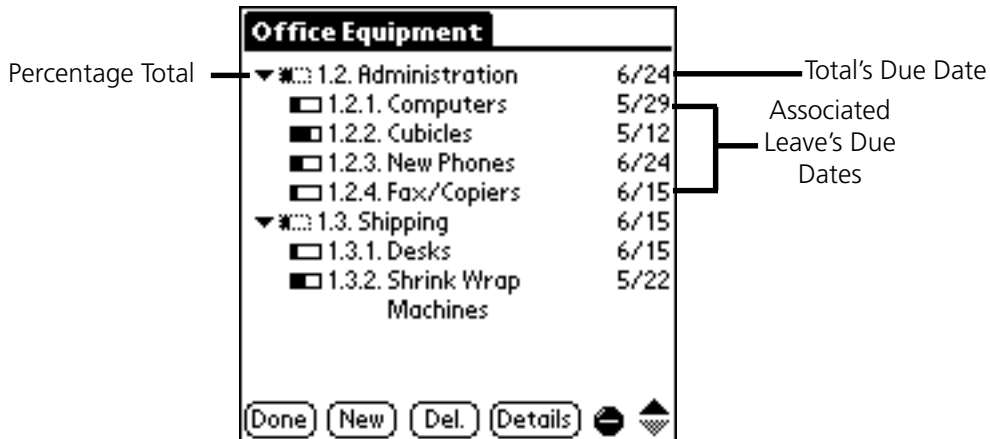 Office Equipment
Percentage Total
1.2. Administration 6/24
Total's Due Date
1.2.1. Computers 5/29
1.2.2. Cubicles 5/12
1.2.3. New Phones 6/24
1.2.4. Fax/Copiers 6/15
Associated
Leave's Due
Dates
1.3. Shipping 6/15
1.3.1. Desks 6/15
1.3.2. Shrink Wrap 5/22
Machines
Done New Del. Details